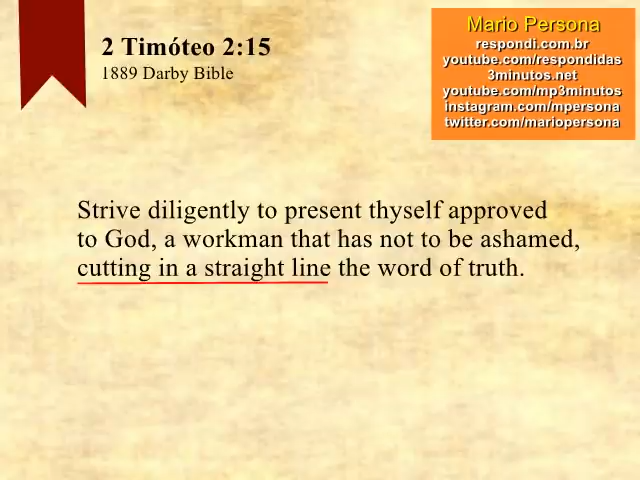 2 Timóteo 2:15
1889 Darby Bible
Mario Persona
respondi.com.br
youtube.com/respondidas
3minutos.net
youtube.com/mp3minutos
instagram.com/mpersona
twitter.com/mariopersona
Strive diligently to present thyself approved
to God, a workman that has not to be ashamed,
cutting in a straight line the word of truth.